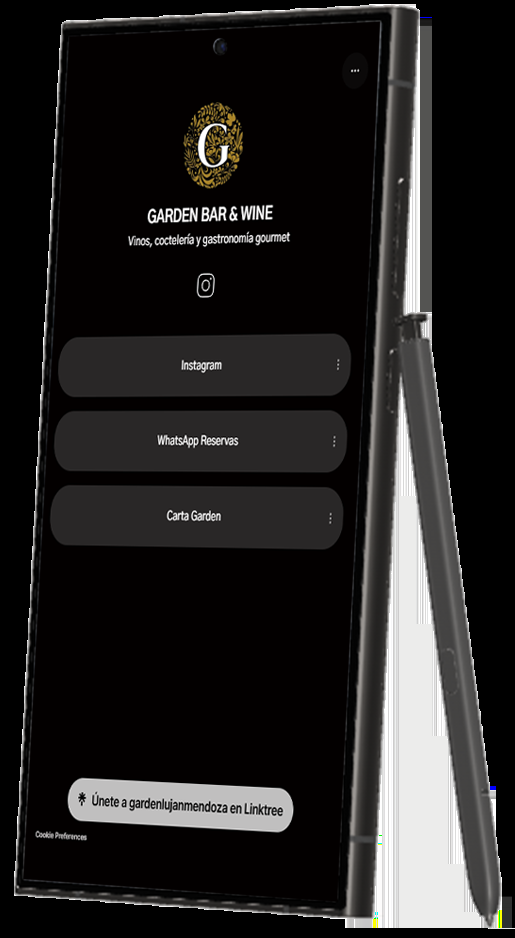 G
GARDEN BAR & WINE
Vinos, coctelería y gastronomía gourmet
Instagram
WhatsApp Reservas
Carta Garden
Únete a gardenlujanmendoza en Linktree
Cookie Preferences